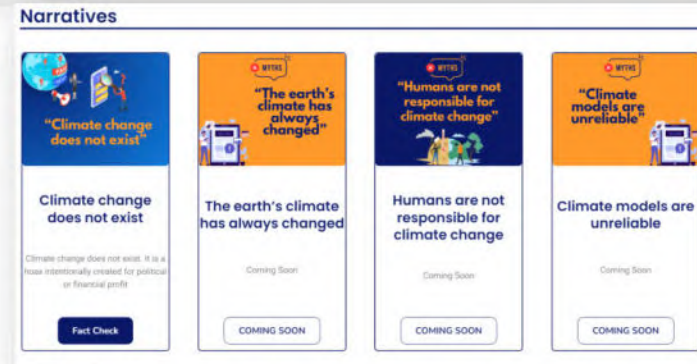 Narratives
"Climate change
does not exist"
Climate change
does not exist
Climate change does not exist. It is a
hoax intentionally created for political
or financial profit
Fact Check
MYTHS
"The earth's
climate has
always
changed"
The earth's climate
has always changed
Coming Soon
COMING SOON
MYTHS
"Humans are not
responsible for
climate change"
Humans are not
responsible for
climate change
Coming Soon
COMING SOON
MYTHS
"Climate
models are
unreliable"
Climate models are
unreliable
Coming Soon
COMING SOON